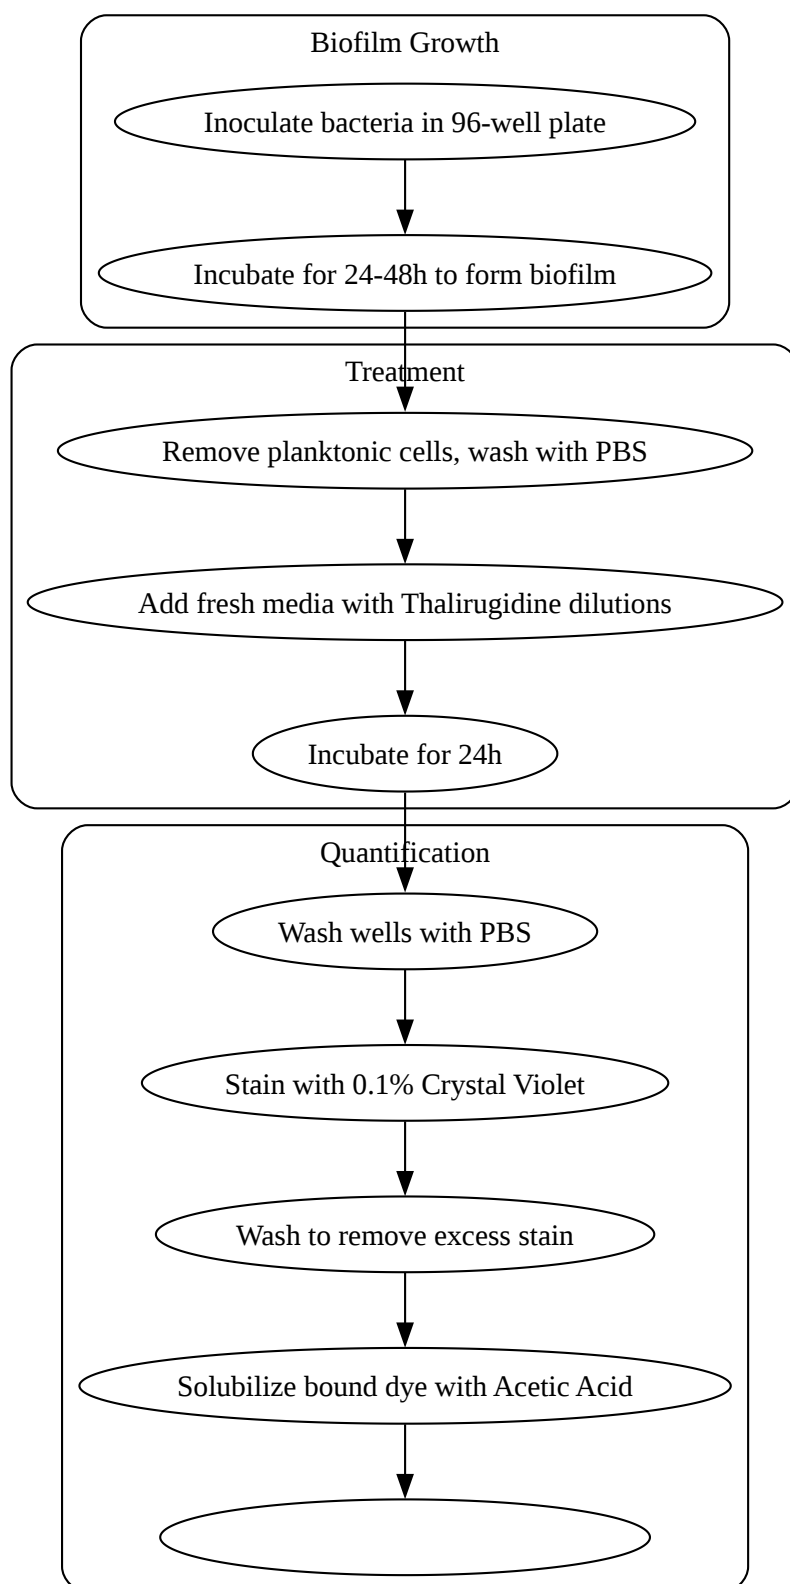 Biofilm Growth
Inoculate bacteria in 96-well plate
Incubate for 24-48h to form biofilm
Treatment
Remove planktonic cells, wash with PBS
Add fresh media with Thalirugidine dilutions
Incubate for 24h
Quantification
Wash wells with PBS
Stain with 0.1% Crystal Violet
Wash to remove excess stain
Solubilize bound dye with Acetic Acid